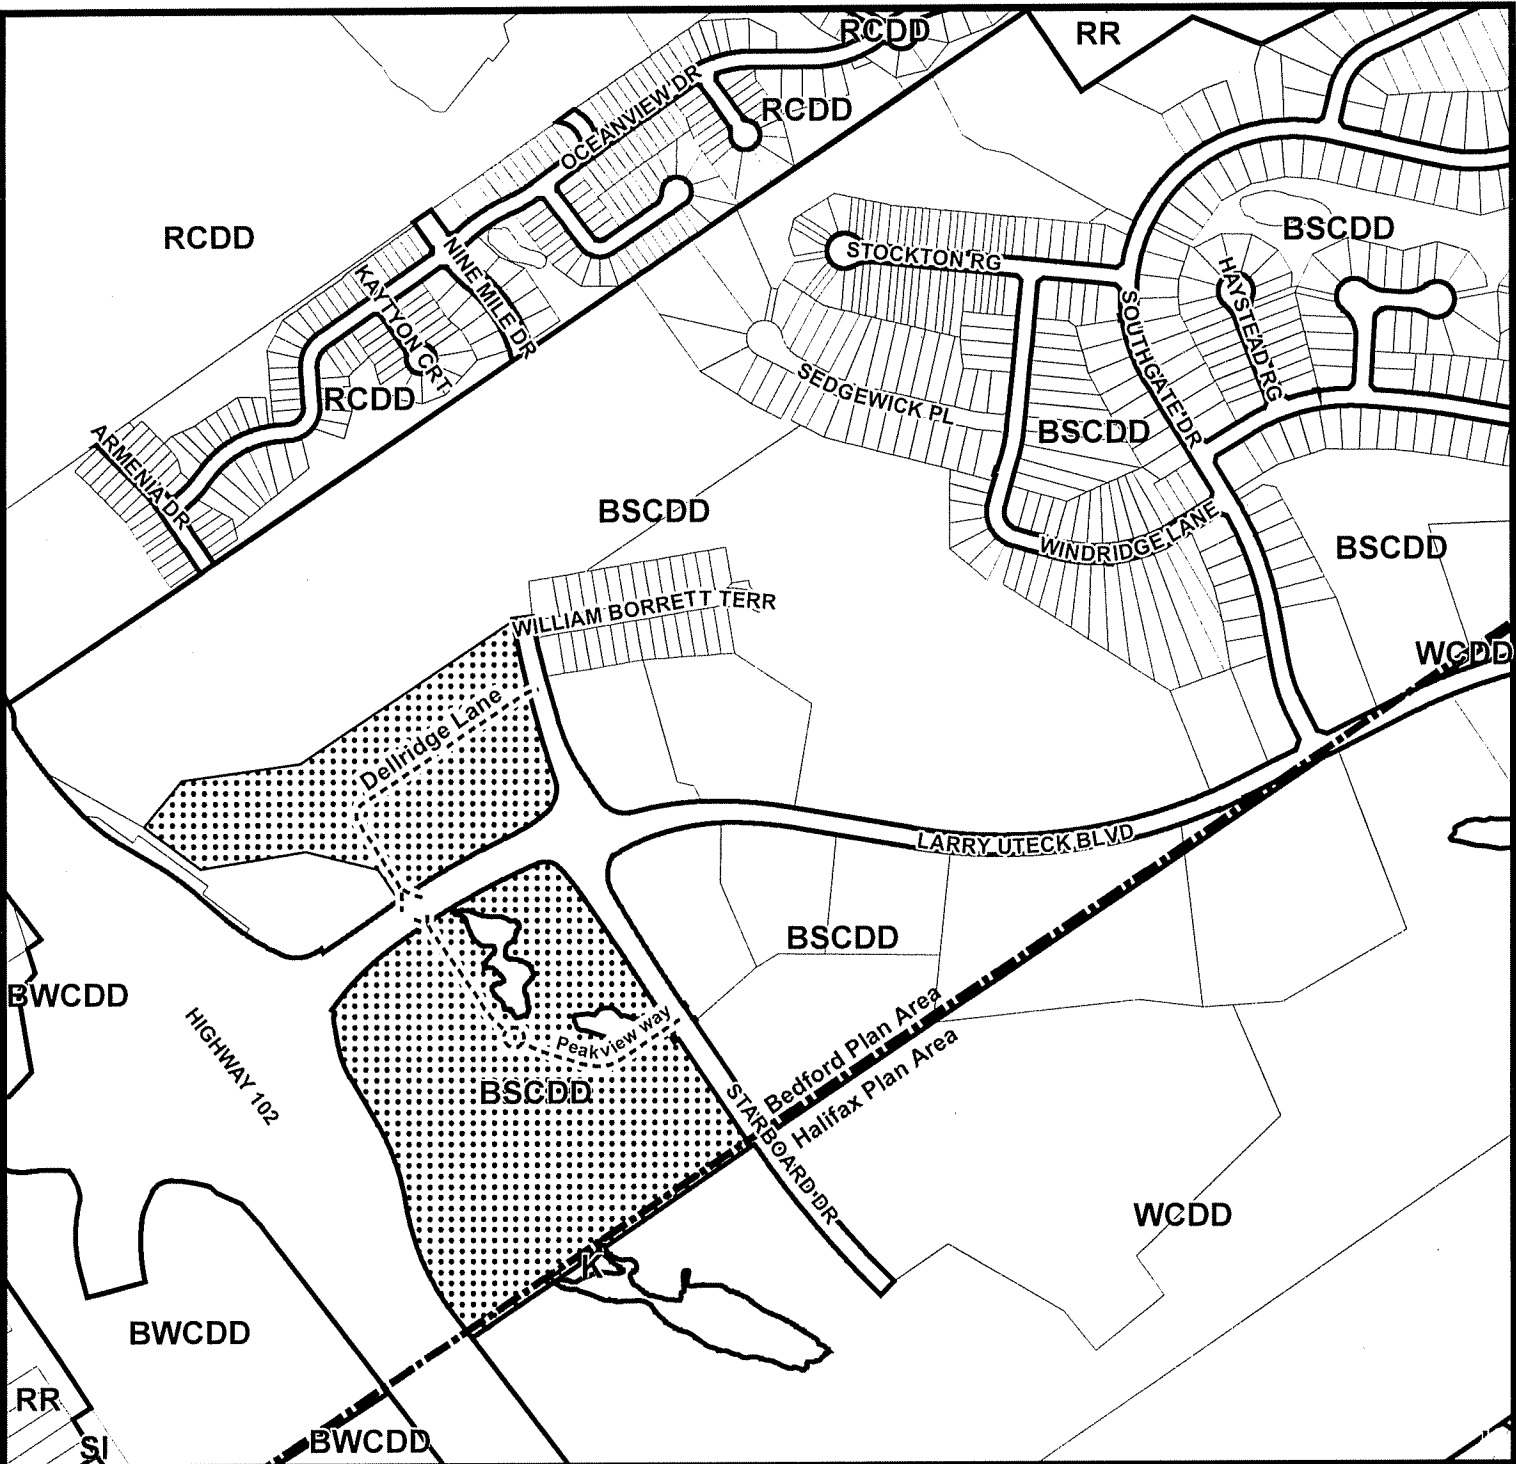 RCDD
RR
OCEANVIEW DR
RCDD
RCDD
NINE MILE DR
STOCKTON RG
BSCDD
KAYTYON CRT
HAYSTEAD RG
SOUTHGATE DR
RCDD
SEDGEWICK PL
ARMENIA DR
BSCDD
BSCDD
WINDRIDGE LANE
BSCDD
WILLIAM BORRETT TERR
WCDD
Dellridge Lane
LARRY UTECK BLVD
BSCDD
BWCDD
HIGHWAY 102
Peakview way
Bedford Plan Area
Halifax Plan Area
BSCDD
STARBOARD DR
WCDD
K
BWCDD
RR
SI
BWCDD